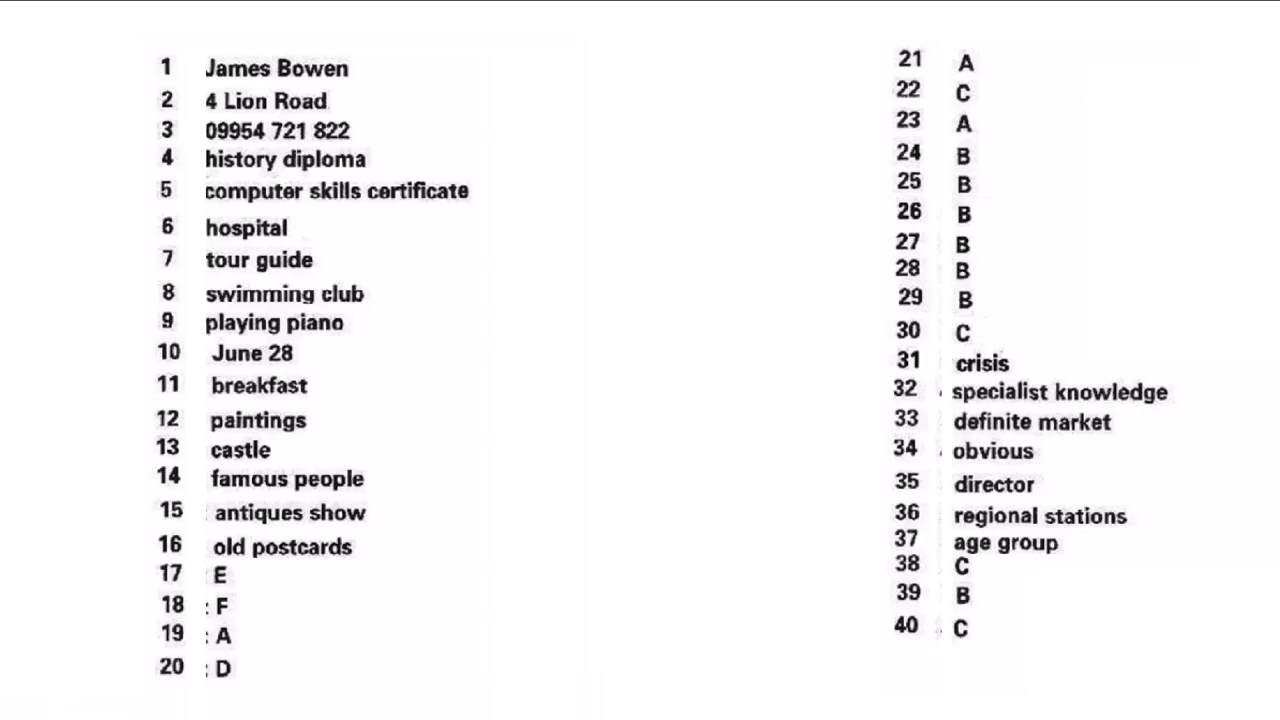 1 James Bowen
2 4 Lion Road
3 09954 721 822
4 history diploma
5 computer skills certificate
6 hospital
7 tour guide
8 swimming club
9 playing piano
10 June 28
11 breakfast
12 paintings
13 castle
14 famous people
15 antiques show
16 old postcards
17 E
18 F
19 A
20 D
21 A
22 C
23 A
24 B
25 B
26 B
27 B
28 B
29 B
30 C
31 crisis
32 specialist knowledge
33 definite market
34 obvious
35 director
36 regional stations
37 age group
38 C
39 B
40 C